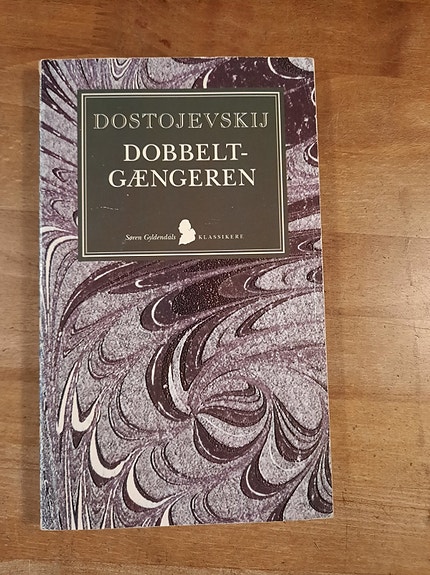 DOSTOJEVSKIJ
DOBBELT-
GÆNGEREN
Søren Gyldendals KLASSIKERE